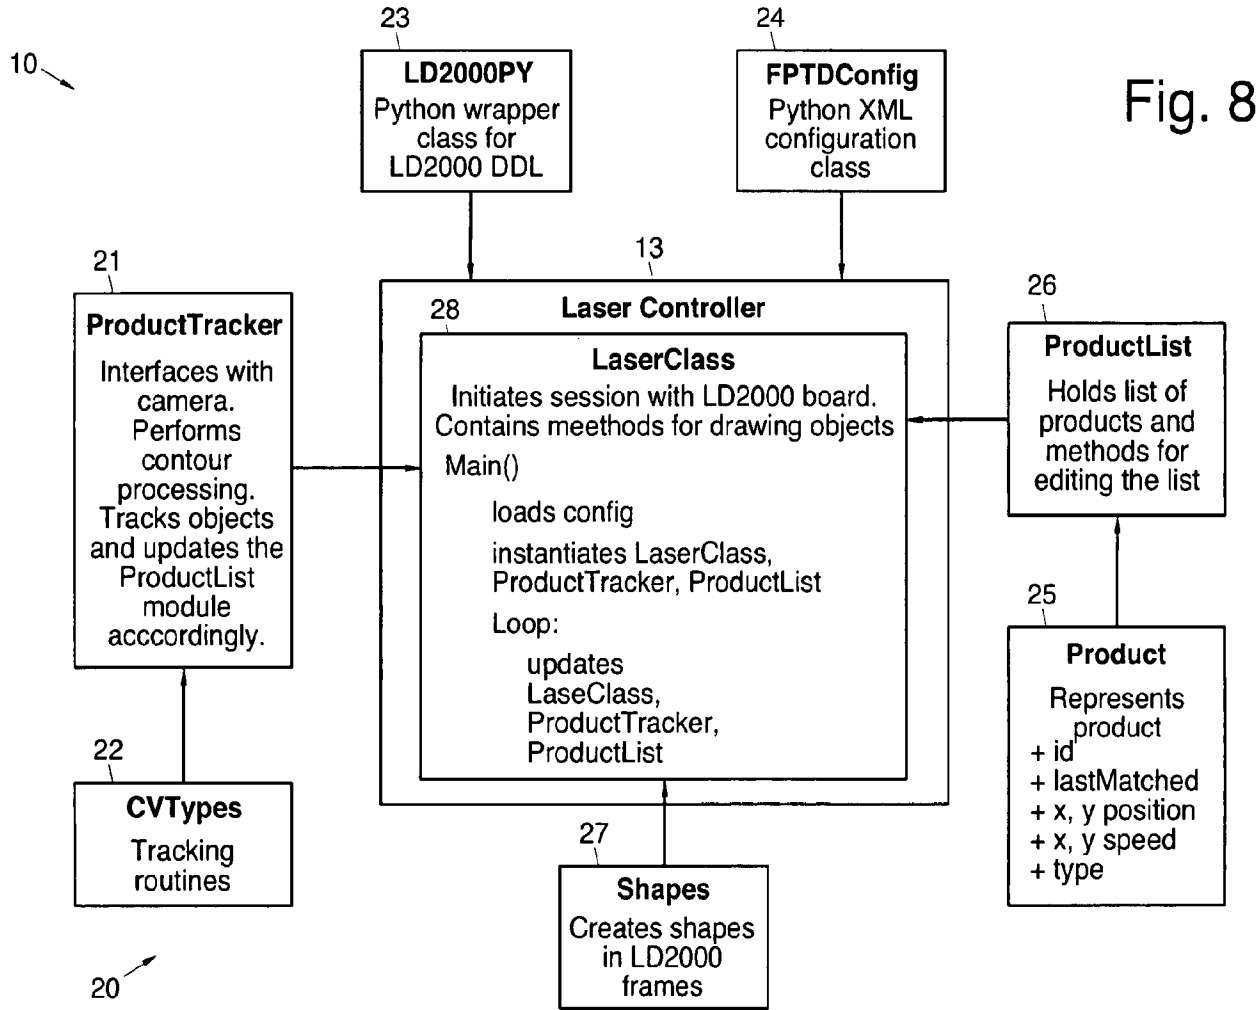 10
23
LD2000PY
Python wrapper
class for
LD2000 DDL
24
FPTDConfig
Python XML
configuration
class
Fig. 8
21
ProductTracker
Interfaces with
camera.
Performs
contour
processing.
Tracks objects
and updates the
ProductList
module
acccordingly.
13
Laser Controller
28
LaserClass
Initiates session with LD2000 board.
Contains meethods for drawing objects
Main()
loads config
instantiates LaserClass,
ProductTracker, ProductList
Loop:
updates
LaseClass,
ProductTracker,
ProductList
26
ProductList
Holds list of
products and
methods for
editing the list
25
Product
Represents
product
+ id
+ lastMatched
+ x, y position
+ x, y speed
+ type
22
CVTypes
Tracking
routines
27
Shapes
Creates shapes
in LD2000
frames
20